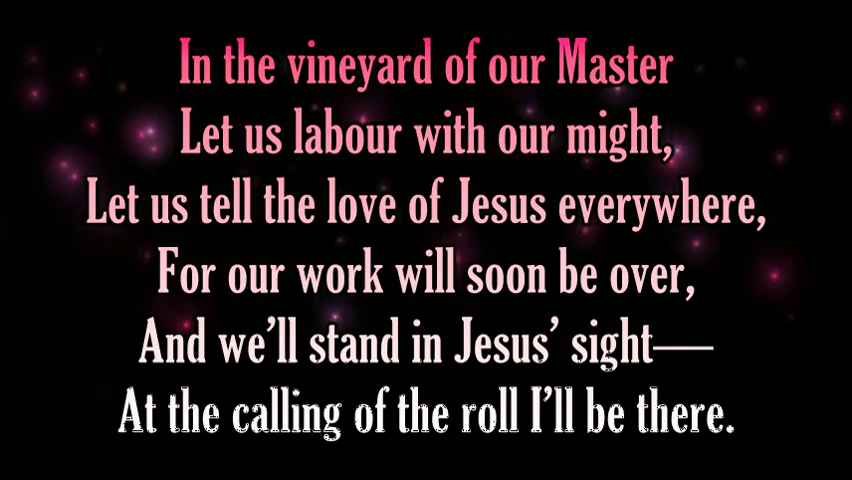 In the vineyard of our Master
Let us labour with our might,
Let us tell the love of Jesus everywhere,
For our work will soon be over,
And we’ll stand in Jesus’ sight—
At the calling of the roll I’ll be there.